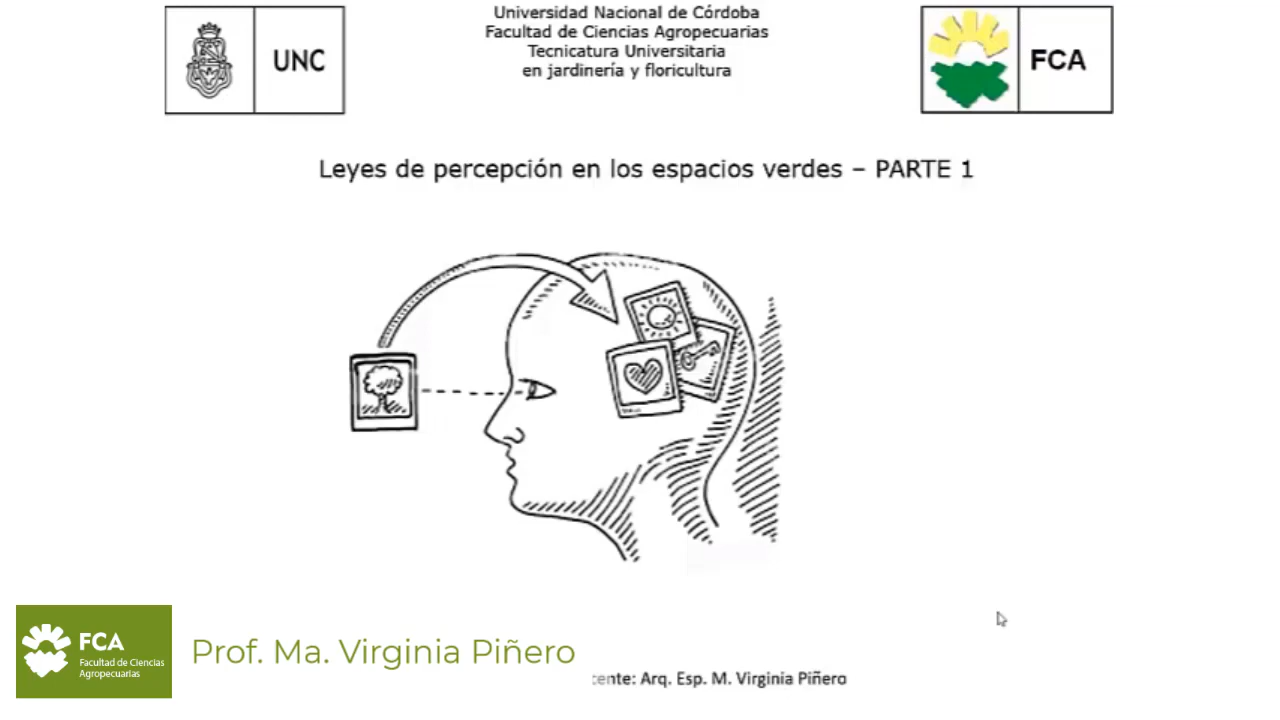 UNC
Universidad Nacional de Córdoba
Facultad de Ciencias Agropecuarias
Tecnicatura Universitaria
en jardinería y floricultura
FCA
Leyes de percepción en los espacios verdes – PARTE 1
FCA
Facultad de Ciencias
Agropecuarias
Prof. Ma. Virginia Piñero
Arq. Esp. M. Virginia Piñero